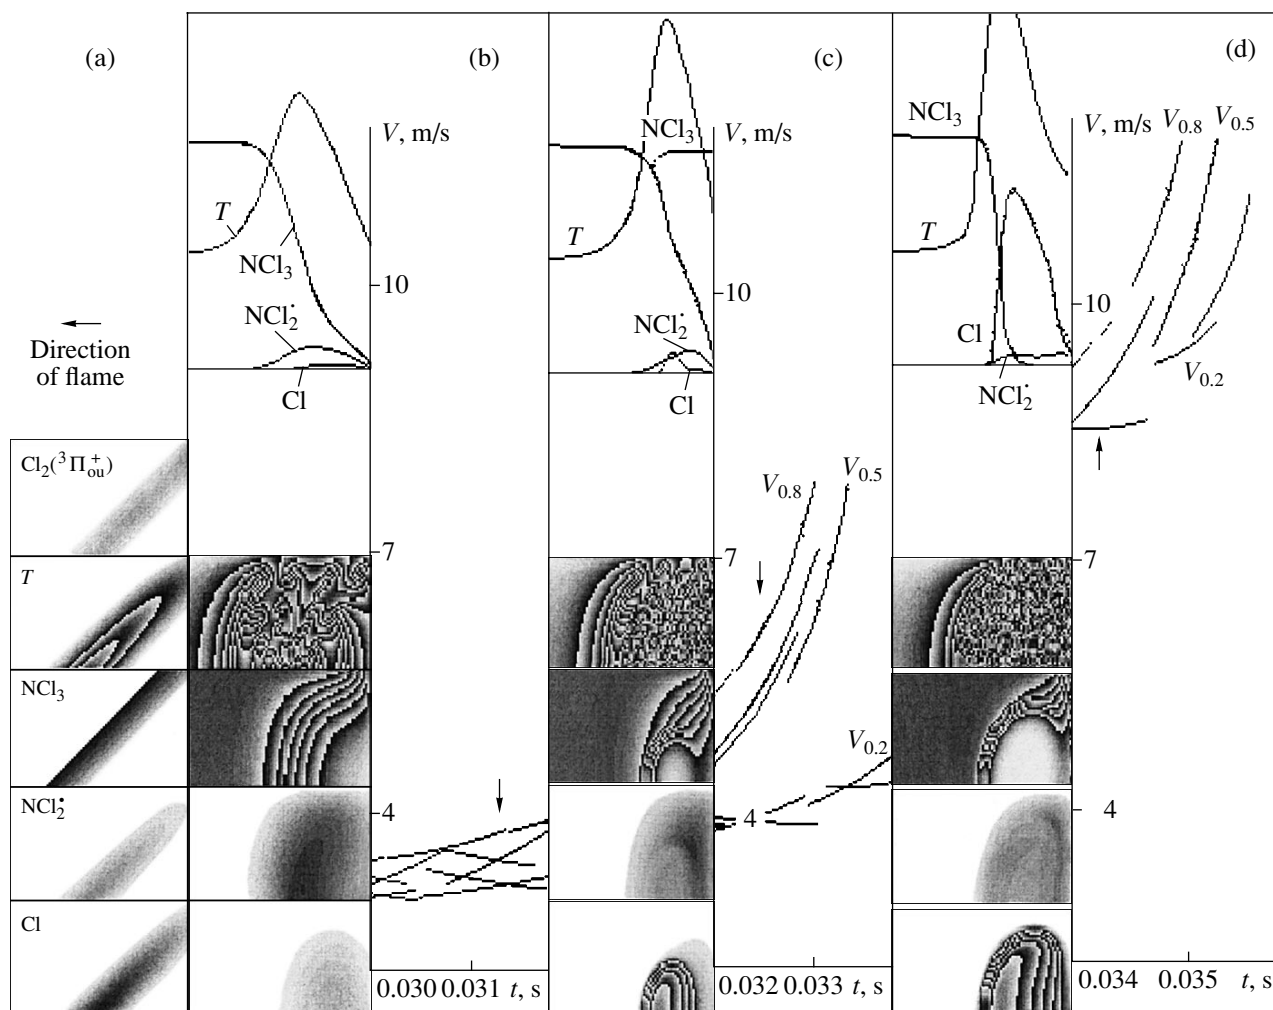 (a)
(b)
(c)
(d)
NCl3
T
NCl3
NCl2•
Cl
V, m/s
10
7
4
NCl3
T
NCl2•
Cl
V, m/s
10
7
4
NCl3
T
Cl
NCl2•
V, m/s
V0.8
V0.5
10
V0.2
7
4
V0.8
V0.5
V0.2
Direction
of flame
Cl2(³Πou+)
T
NCl3
NCl2•
Cl
0.030 0.031 t, s
0.032 0.033 t, s
0.034 0.035 t, s